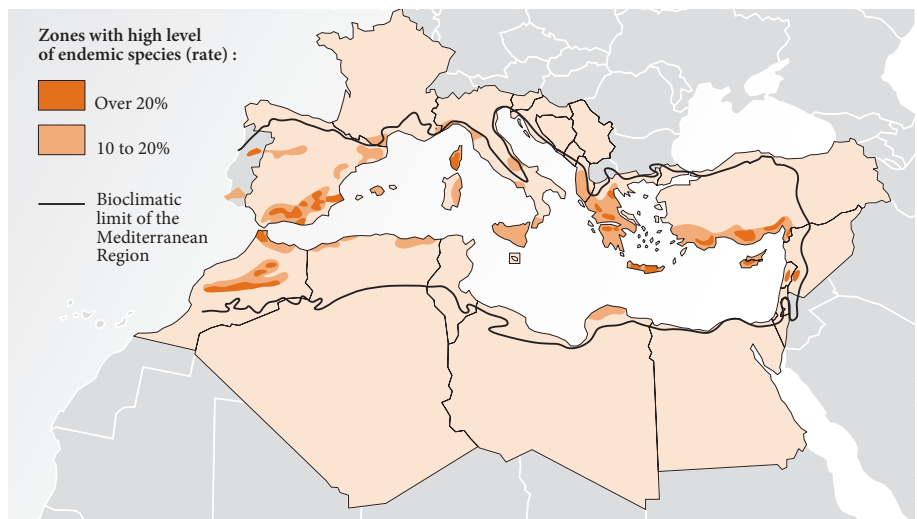 Zones with high level
of endemic species (rate) :
Over 20%
10 to 20%
Bioclimatic
limit of the
Mediterranean
Region